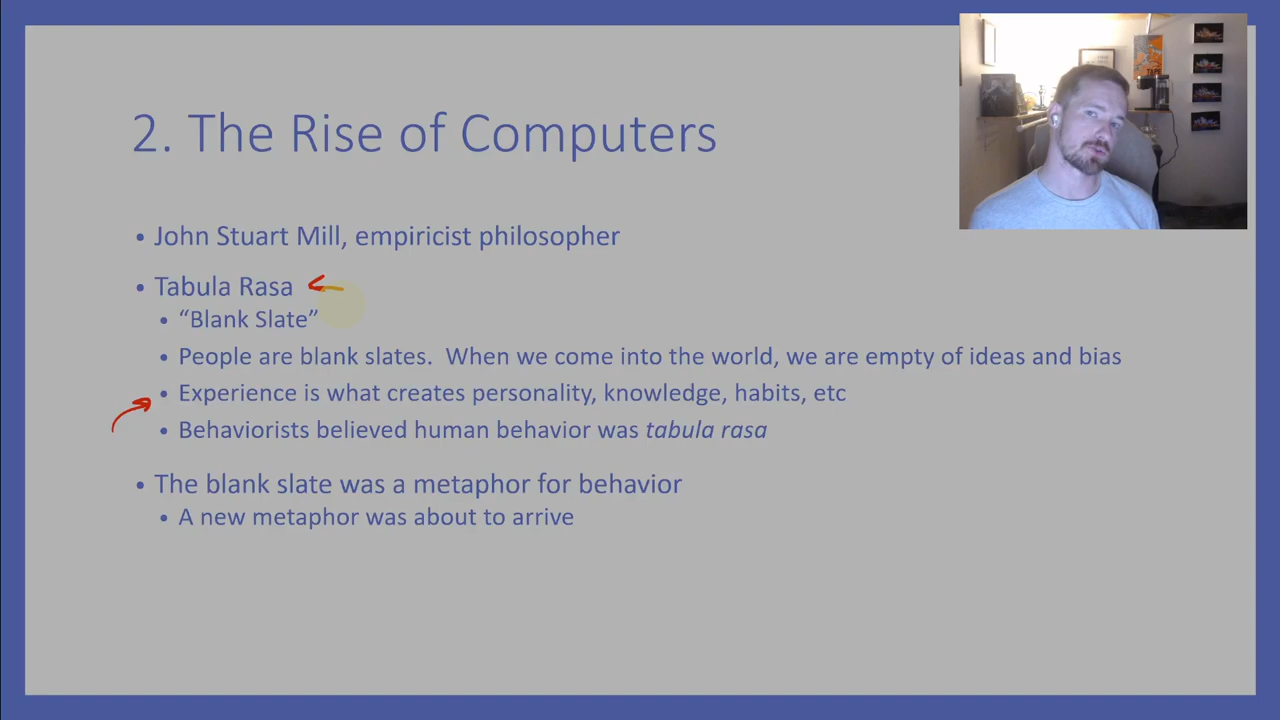 2. The Rise of Computers
• John Stuart Mill, empiricist philosopher
• Tabula Rasa
• “Blank Slate”
• People are blank slates.  When we come into the world, we are empty of ideas and bias
• Experience is what creates personality, knowledge, habits, etc
• Behaviorists believed human behavior was tabula rasa
• The blank slate was a metaphor for behavior
• A new metaphor was about to arrive